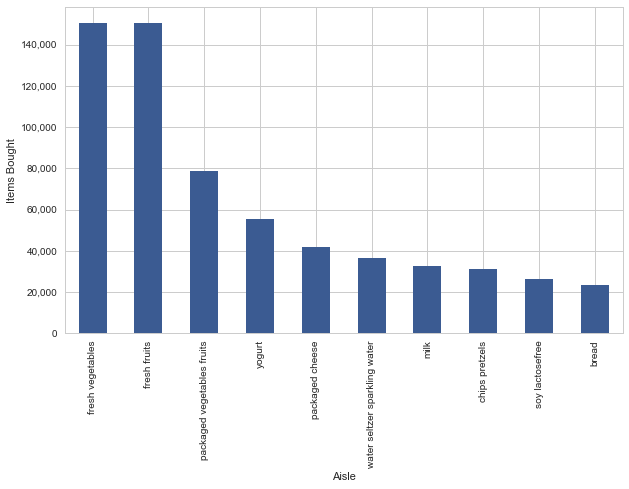 140,000
120,000
100,000
80,000
60,000
40,000
20,000
0
Items Bought
fresh vegetables
fresh fruits
packaged vegetables fruits
yogurt
packaged cheese
water seltzer sparkling water
milk
chips pretzels
soy lactosefree
bread
Aisle